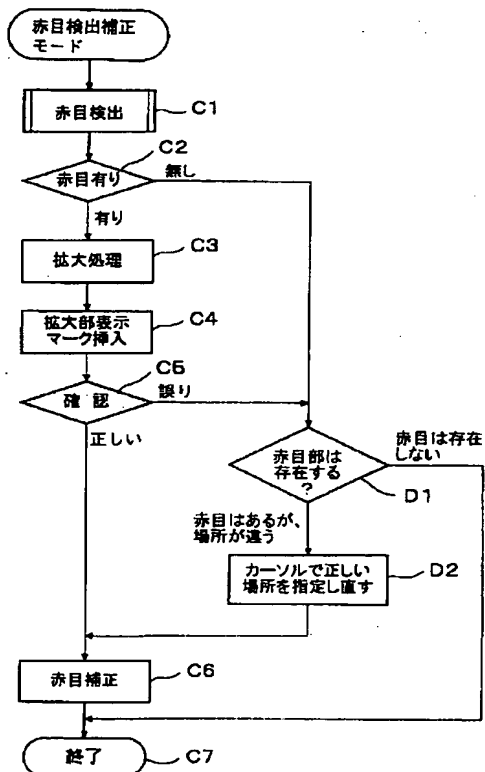 赤目検出補正
モード
赤目検出
C1
C2
赤目有り
無し
有り
拡大処理
C3
拡大部表示
マーク挿入
C4
C5
確認
誤り
正しい
赤目は存在
しない
赤目部は
存在する
?
D1
赤目はあるが、
場所が違う
カーソルで正しい
場所を指定し直す
D2
赤目補正
C6
終了
C7